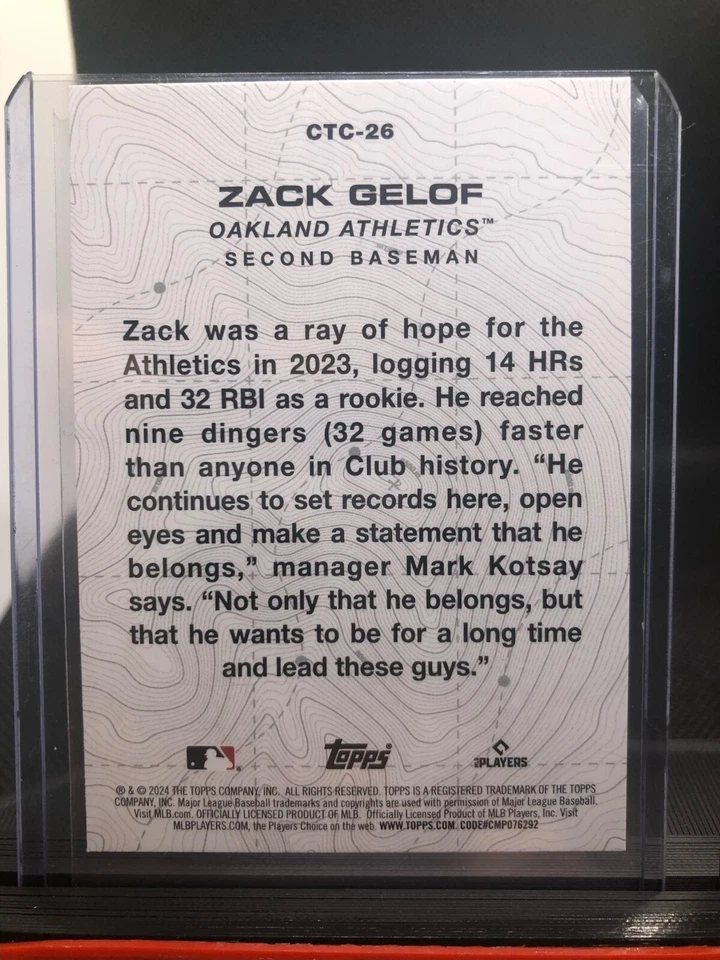 CTC-26
ZACK GELOF
OAKLAND ATHLETICS™
SECOND BASEMAN
Zack was a ray of hope for the
Athletics in 2023, logging 14 HRs
and 32 RBI as a rookie. He reached
nine dingers (32 games) faster
than anyone in Club history. “He
continues to set records here, open
eyes and make a statement that he
belongs,” manager Mark Kotsay
says. “Not only that he belongs, but
that he wants to be for a long time
and lead these guys.”
topps
PLAYERS
® & © 2024 THE TOPPS COMPANY, INC. ALL RIGHTS RESERVED. TOPPS IS A REGISTERED TRADEMARK OF THE TOPPS
COMPANY, INC. Major League Baseball trademarks and copyrights are used with permission of Major League Baseball.
Visit MLB.com. OFFICIALLY LICENSED PRODUCT OF MLB. Officially Licensed Product of MLB Players, Inc. Visit
MLBPLAYERS.COM, the Players Choice on the web. WWW.TOPPS.COM. CODE#CMP076292